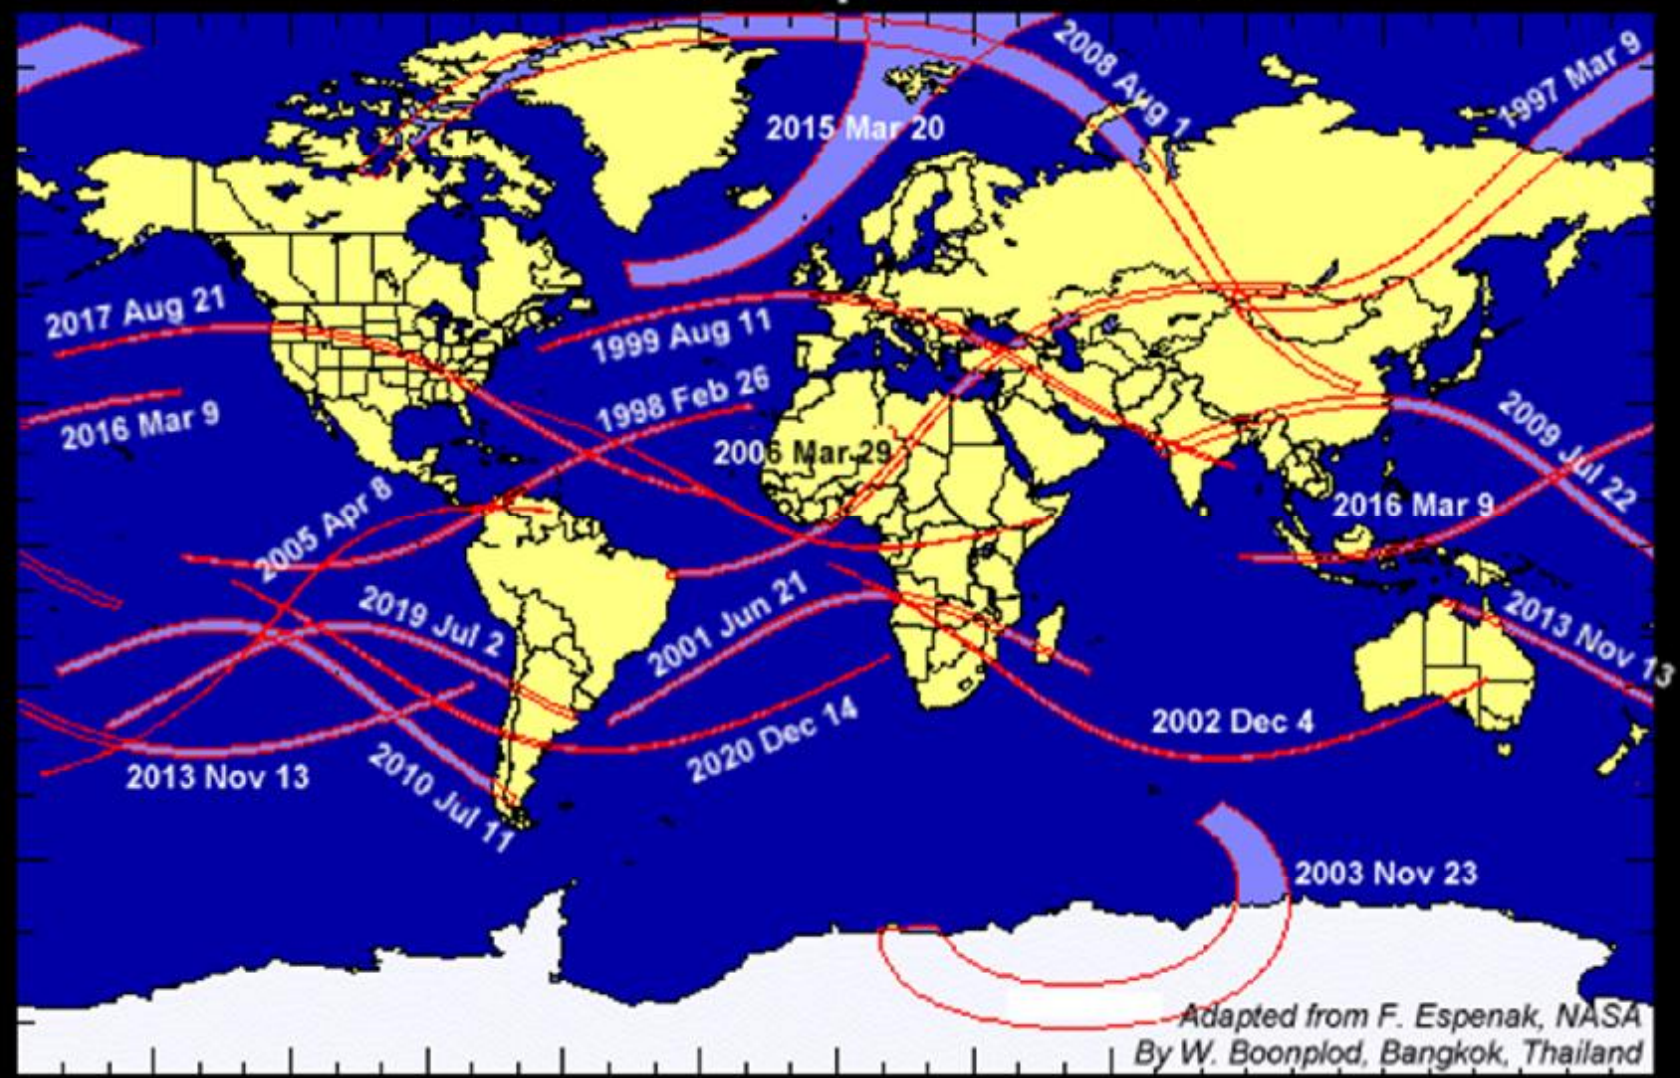 2008 Aug 1
1997 Mar 9
2015 Mar 20
2017 Aug 21
1999 Aug 11
1998 Feb 26
2016 Mar 9
2006 Mar 29
2009 Jul 22
2005 Apr 8
2016 Mar 9
2019 Jul 2
2001 Jun 21
2013 Nov 13
2002 Dec 4
2020 Dec 14
2013 Nov 13
2010 Jul 11
2003 Nov 23
Adapted from F. Espenak, NASA
By W. Boonplod, Bangkok, Thailand